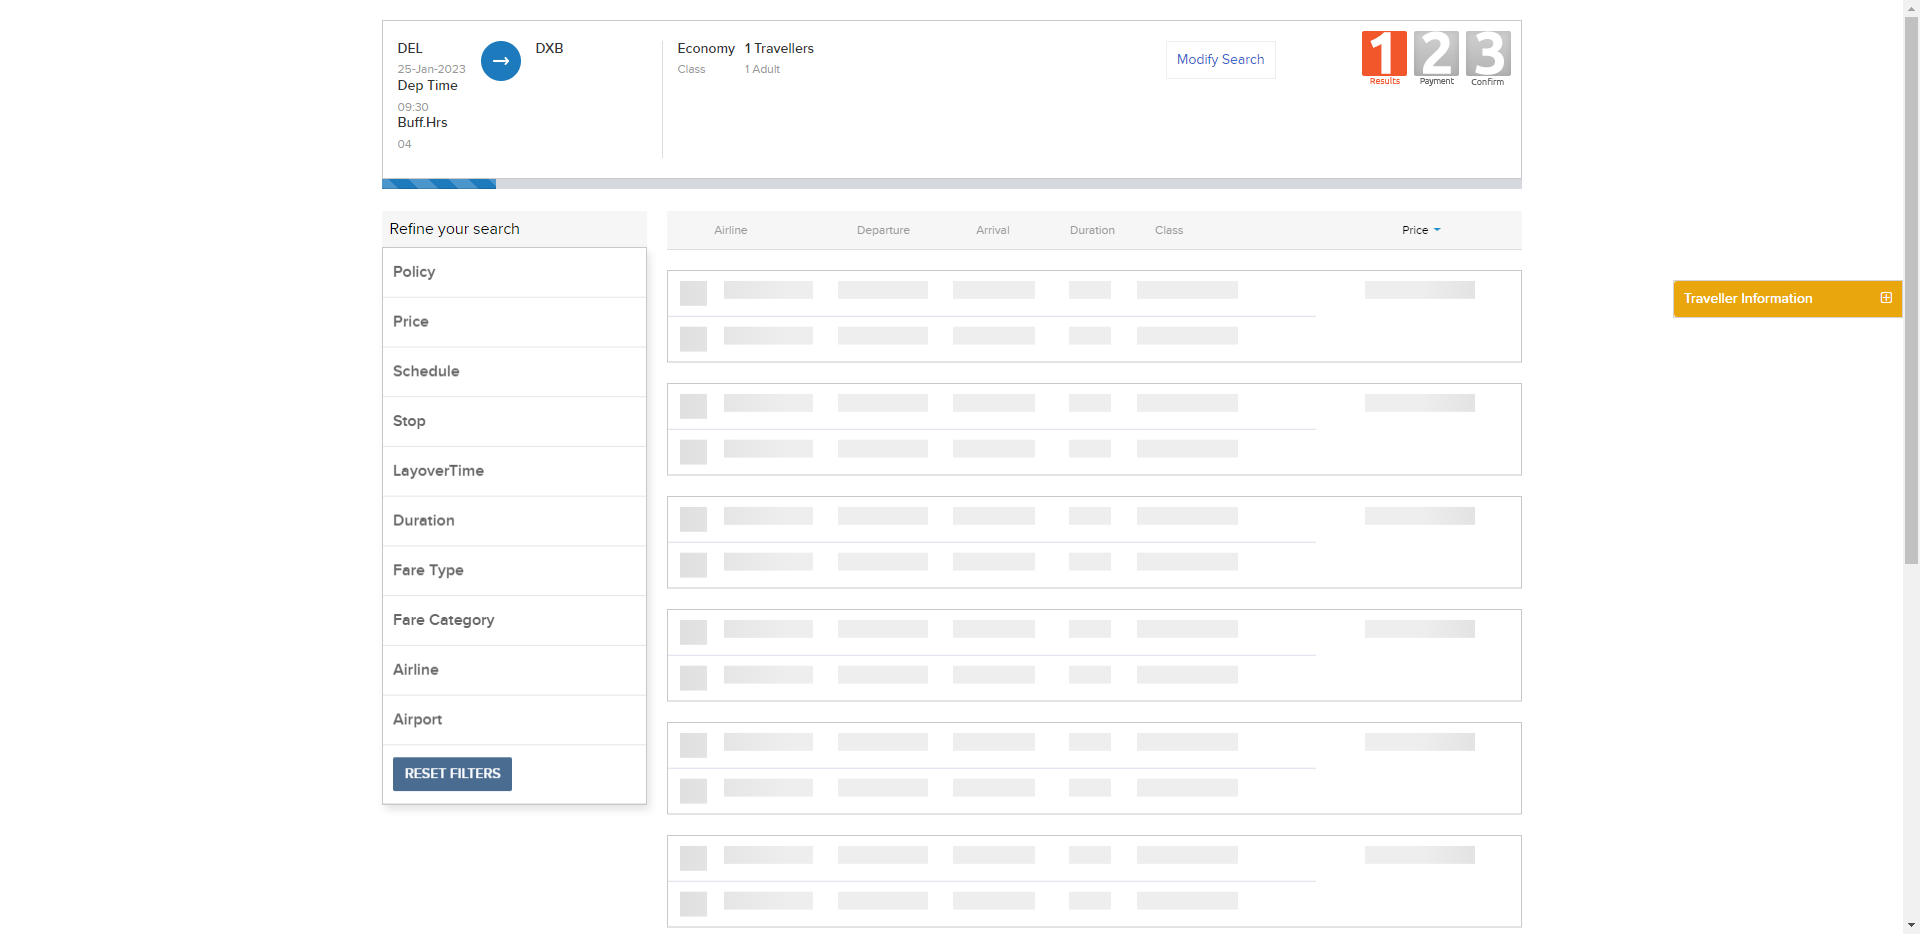 DEL
25-Jan-2023
Dep Time
09:30
Buff.Hrs
04
DXB
Economy
Class
1 Travellers
1 Adult
Modify Search
1 2 3
Results Payment Confirm
Refine your search
Policy
Price
Schedule
Stop
LayoverTime
Duration
Fare Type
Fare Category
Airline
Airport
RESET FILTERS
Airline Departure Arrival Duration Class Price
Traveller Information